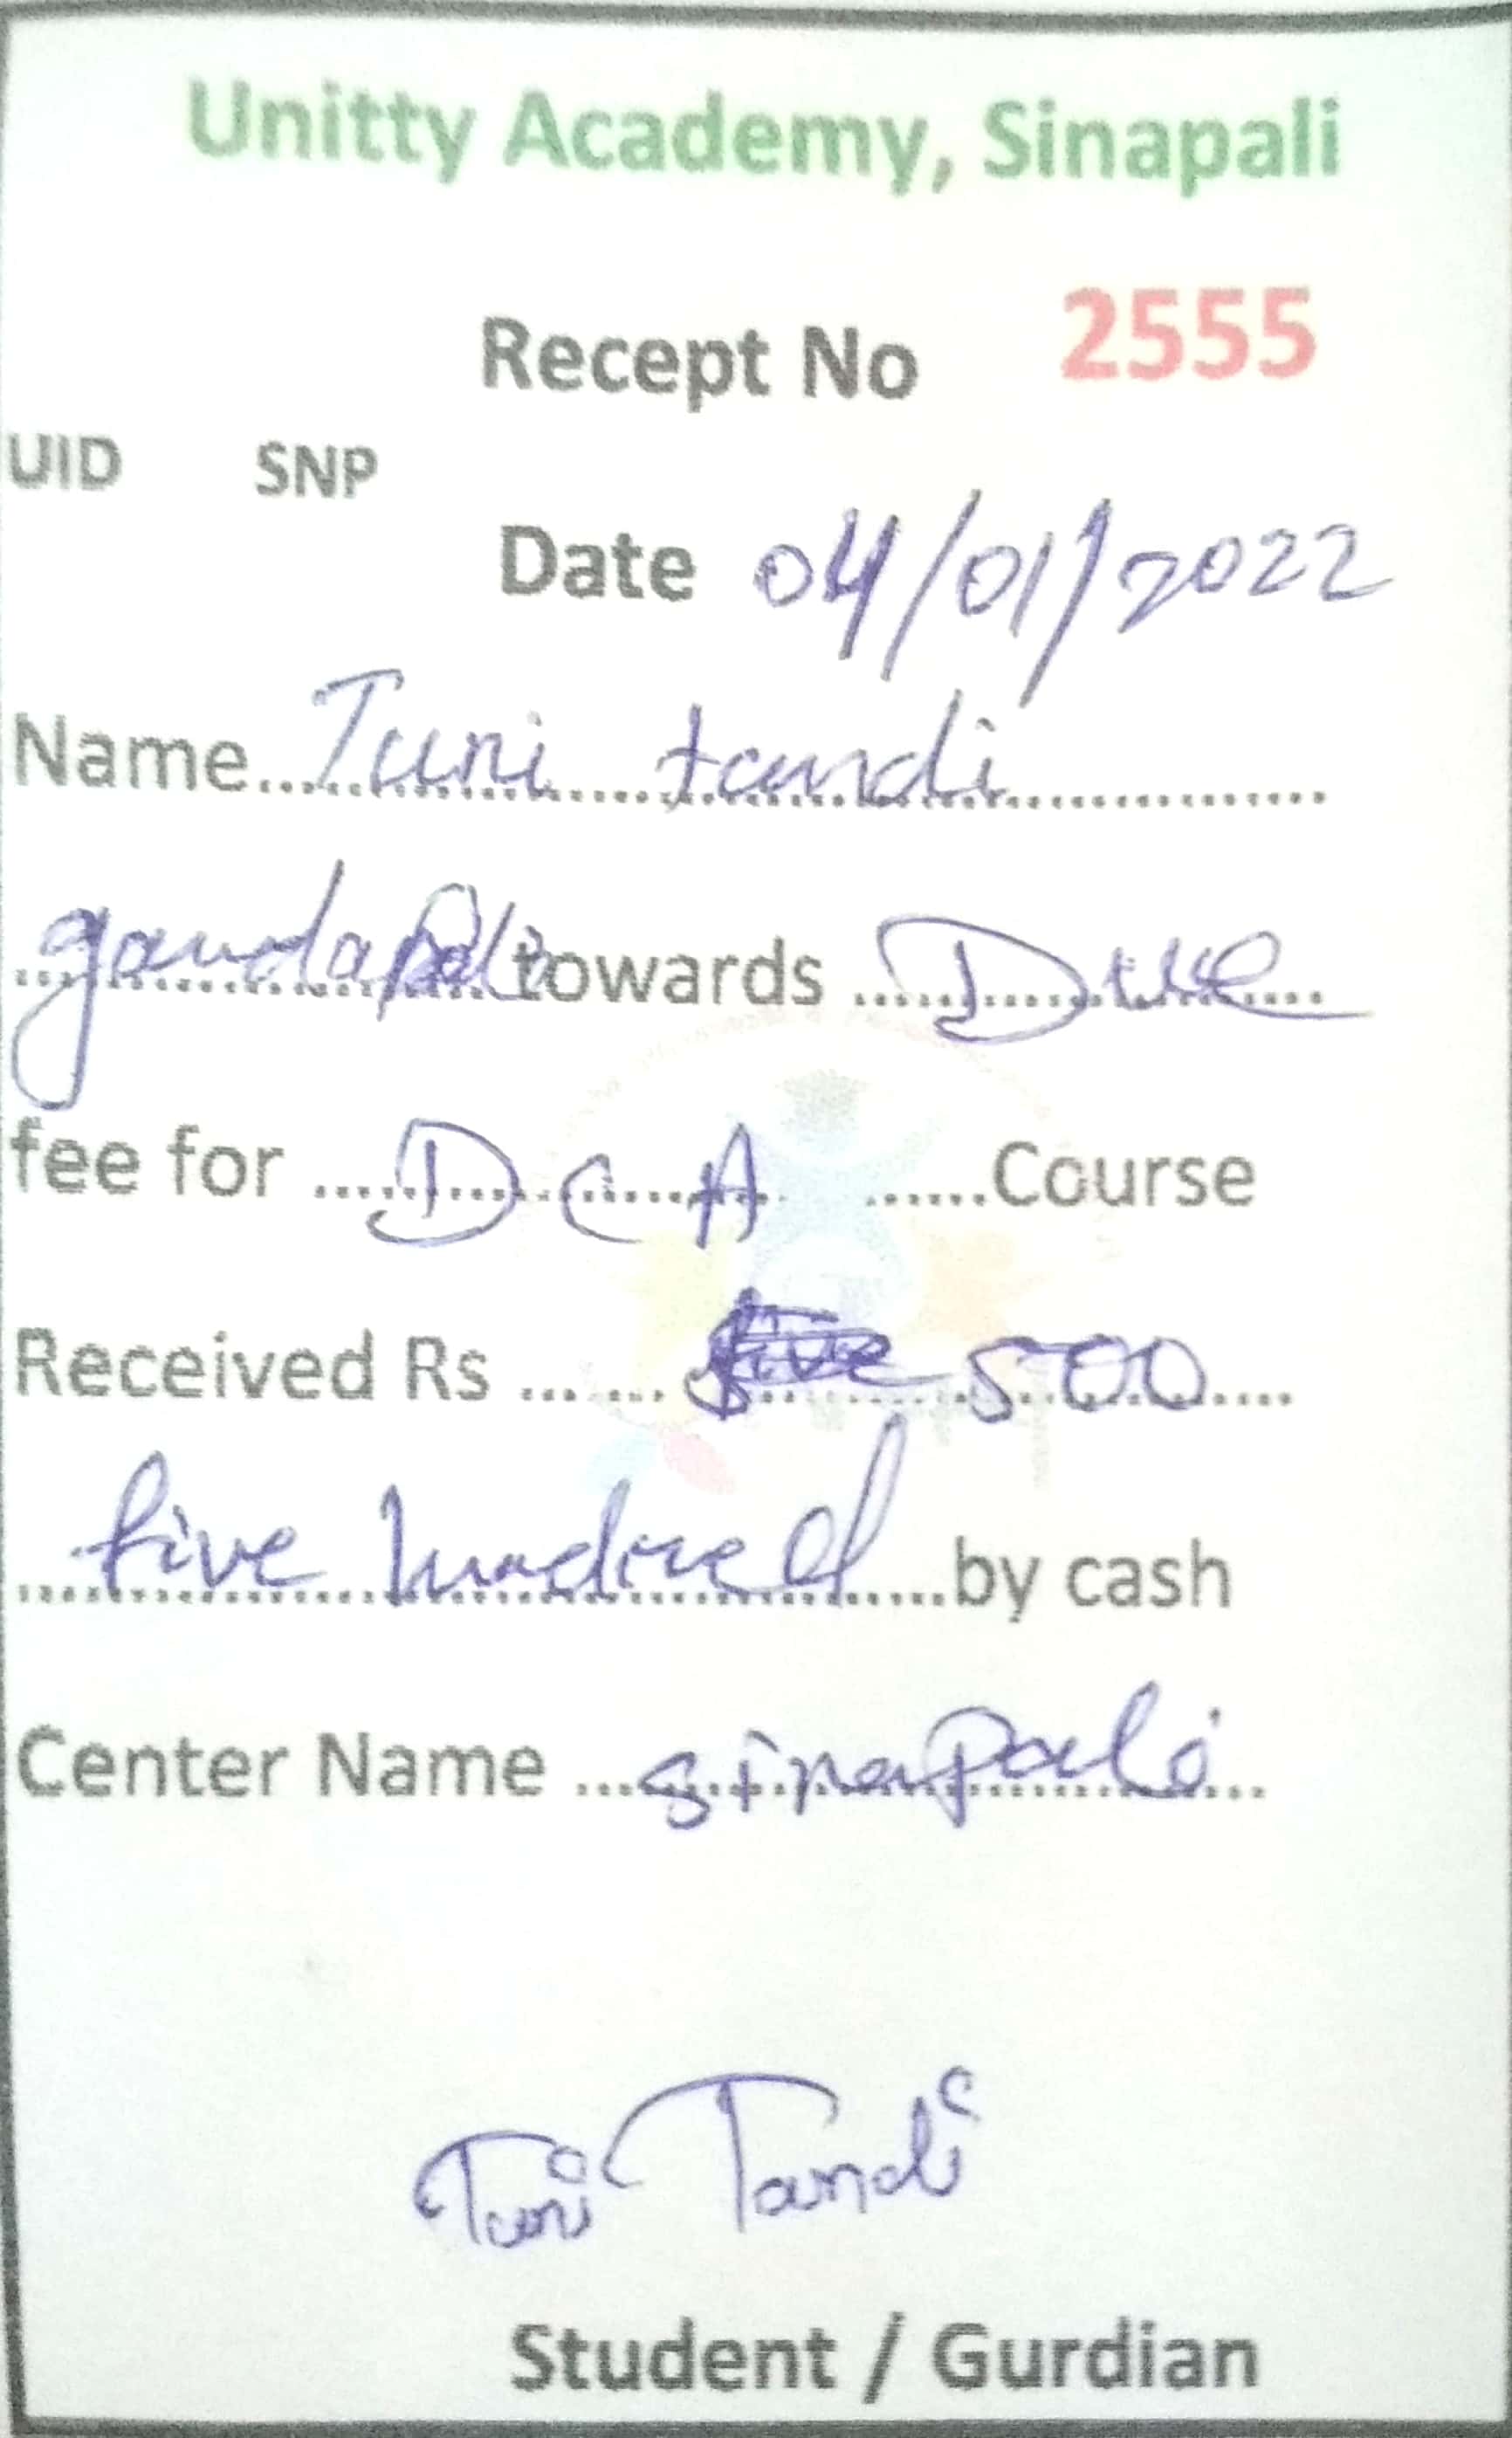 Unitty Academy, Sinapali
Recept No 2555
UID SNP
Date 04/01/2022
Name Tuni tandi
gandapali towards Due
fee for D C A Course
Received Rs five 500
five hundred by cash
Center Name sinapali
Tuni Tandi
Student / Gurdian